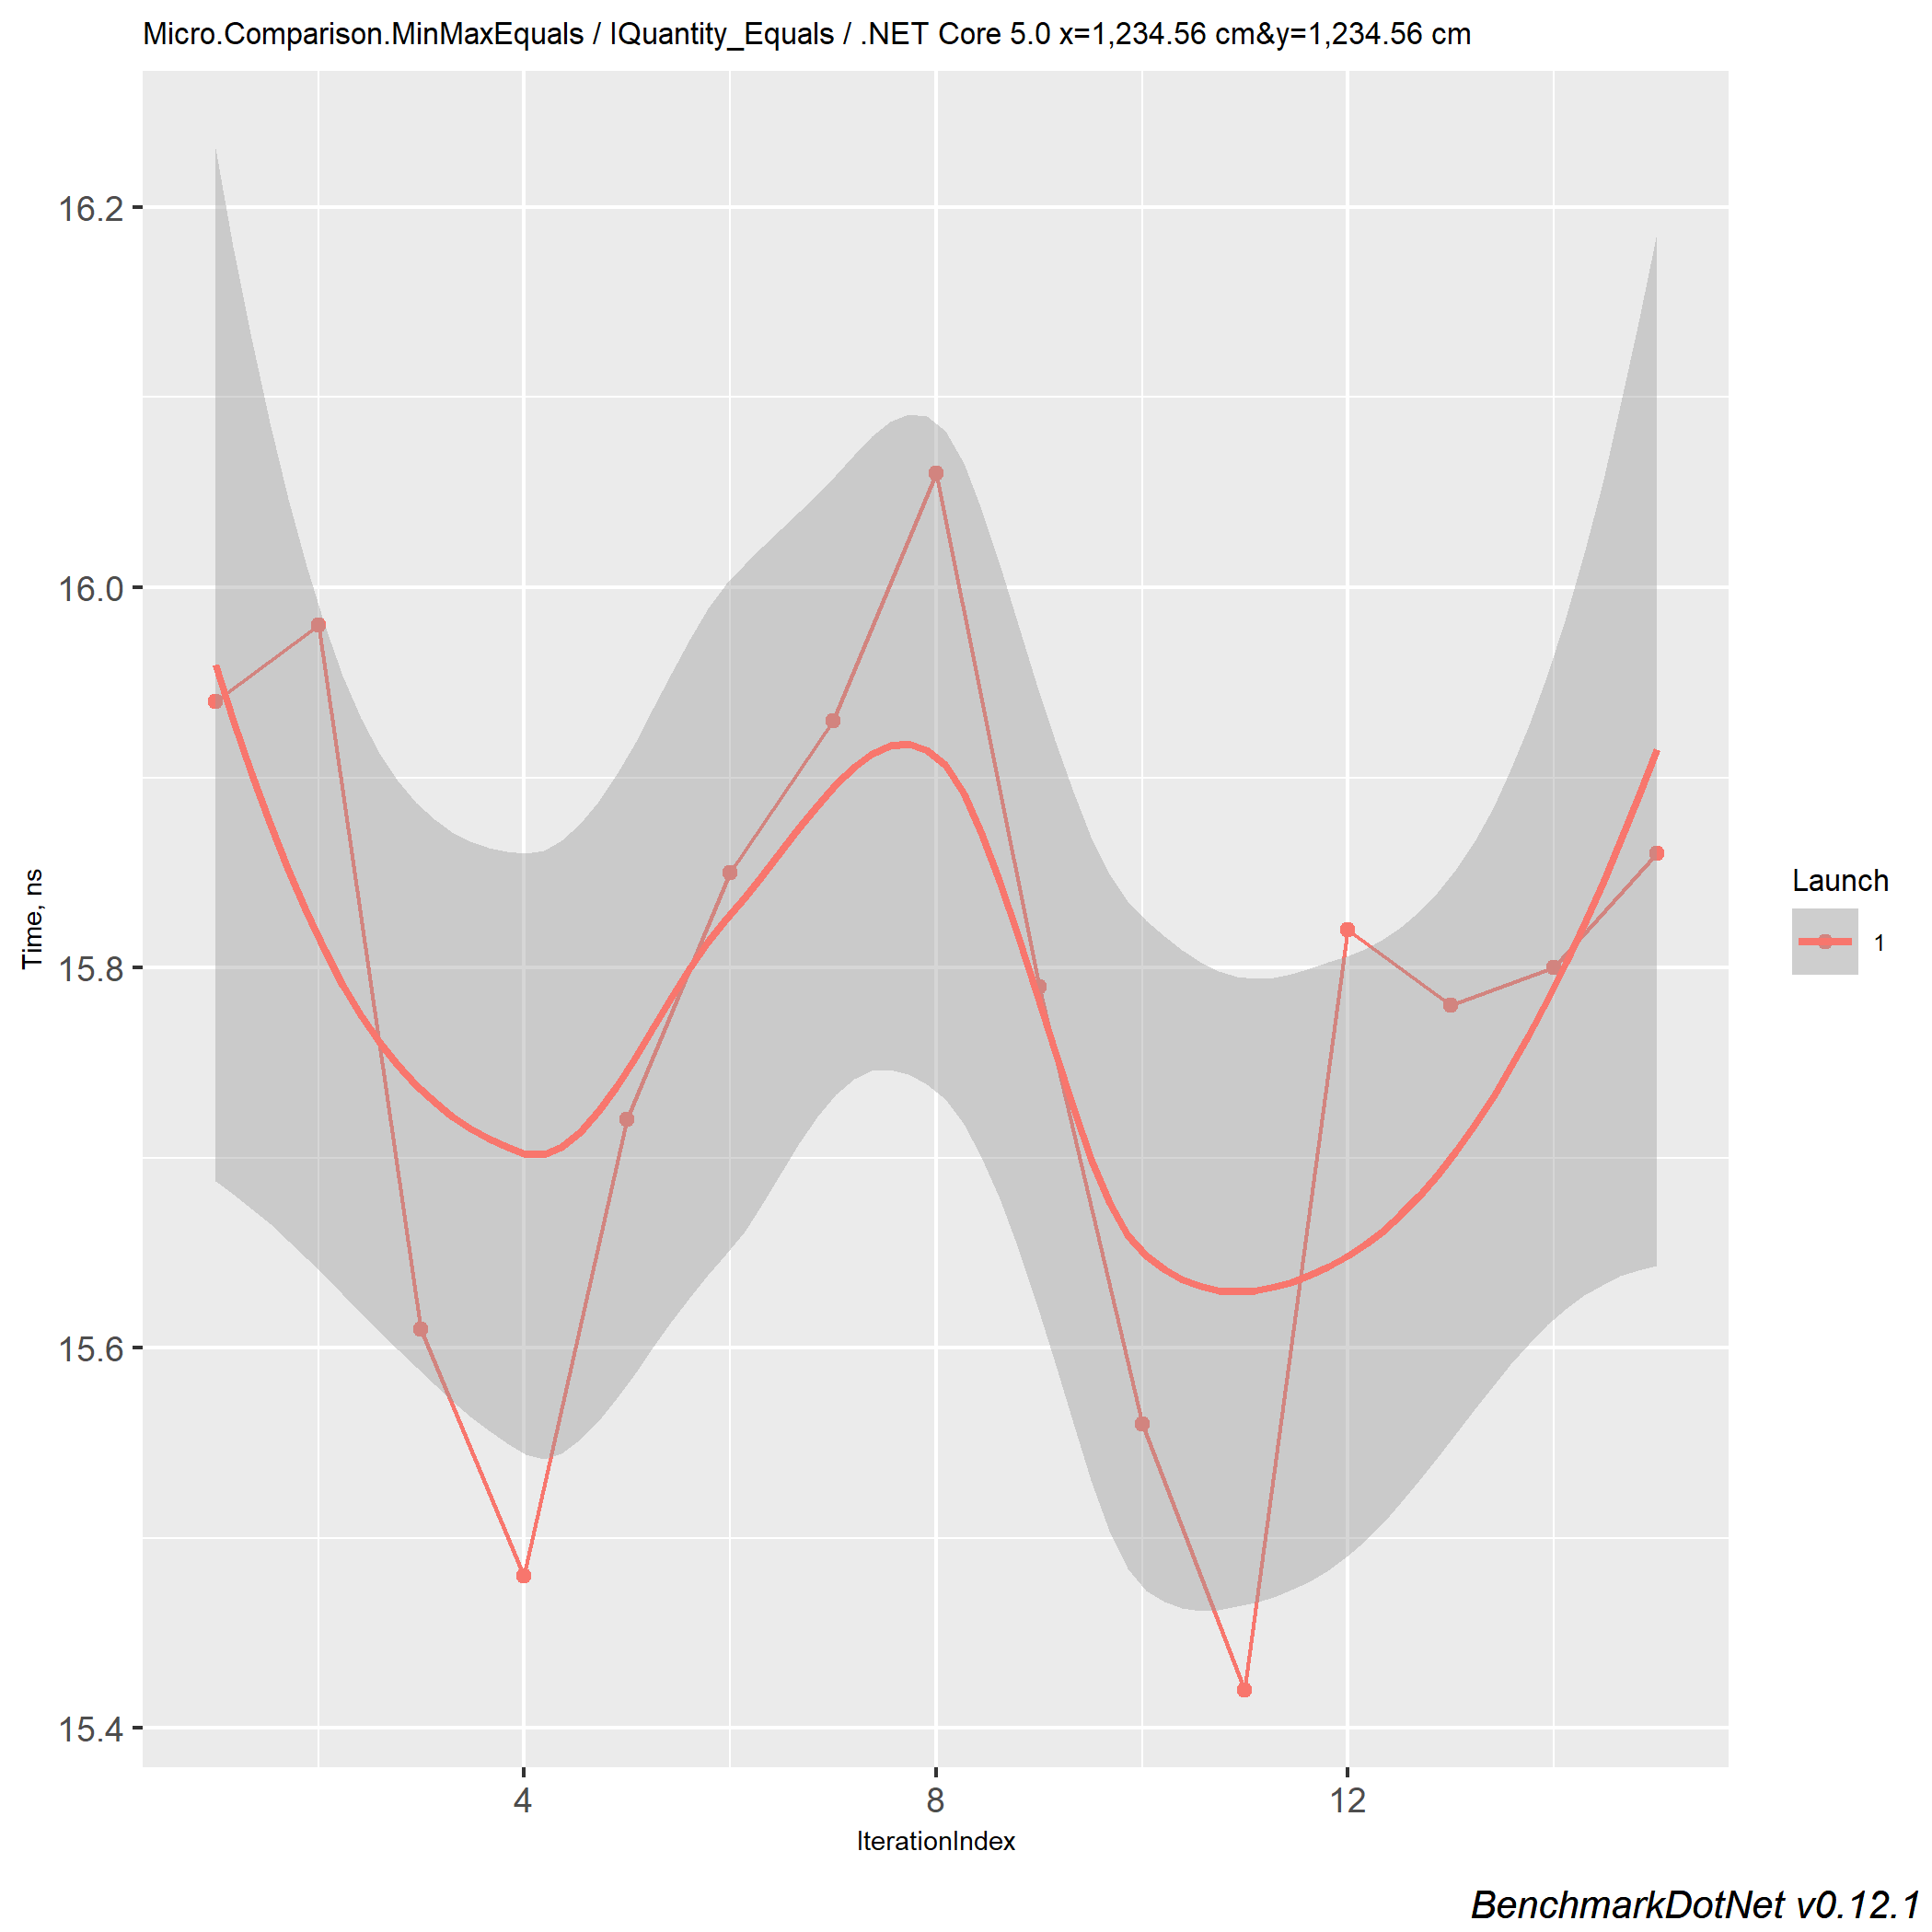 Micro.Comparison.MinMaxEquals / IQuantity_Equals / .NET Core 5.0 x=1,234.56 cm&y=1,234.56 cm
16.2
16.0
15.8
15.6
15.4
Time, ns
4 8 12
IterationIndex
Launch
1
BenchmarkDotNet v0.12.1